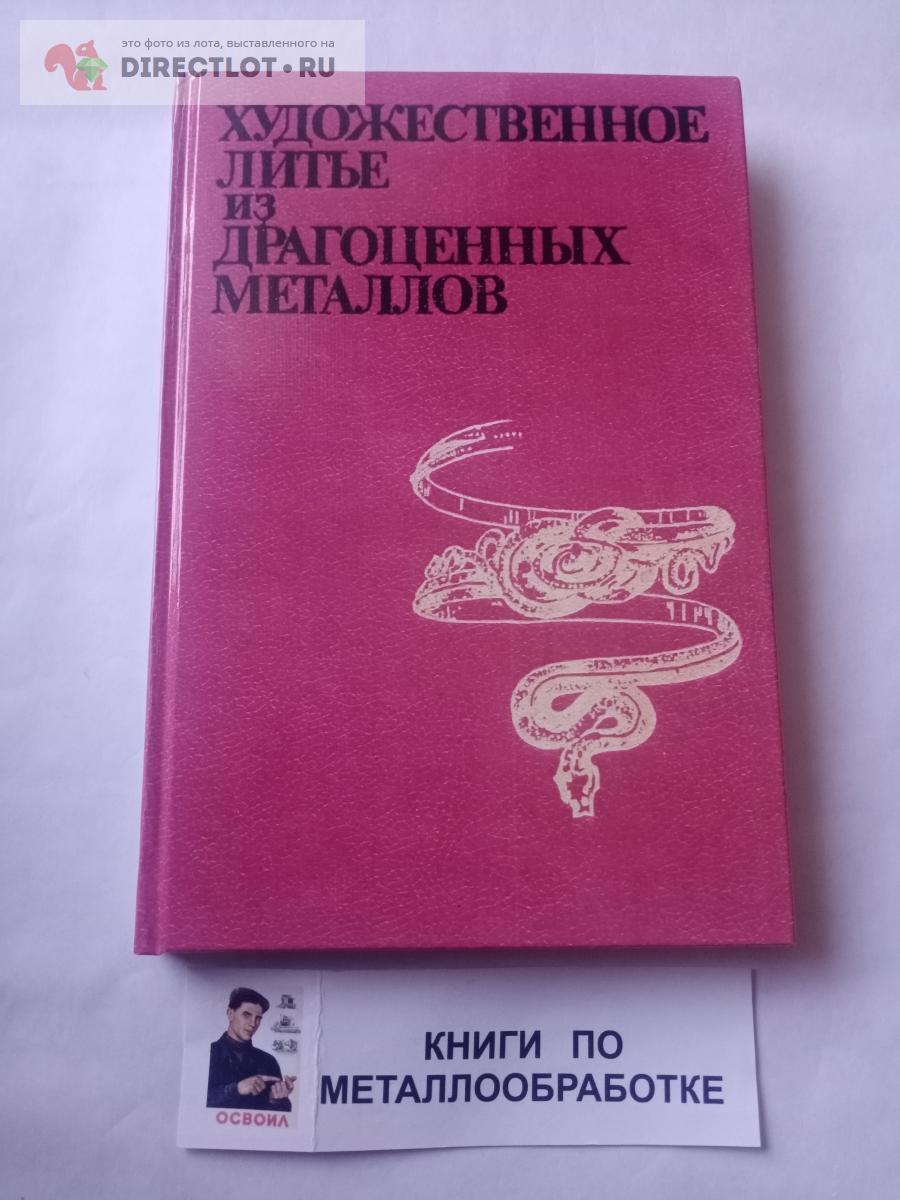 это фото из лота, выставленного на
DIRECTLOT.RU
ХУДОЖЕСТВЕННОЕ
ЛИТЬЕ
ИЗ
ДРАГОЦЕННЫХ
МЕТАЛЛОВ
КНИГИ ПО
МЕТАЛЛООБРАБОТКЕ
ОСВОИЛ